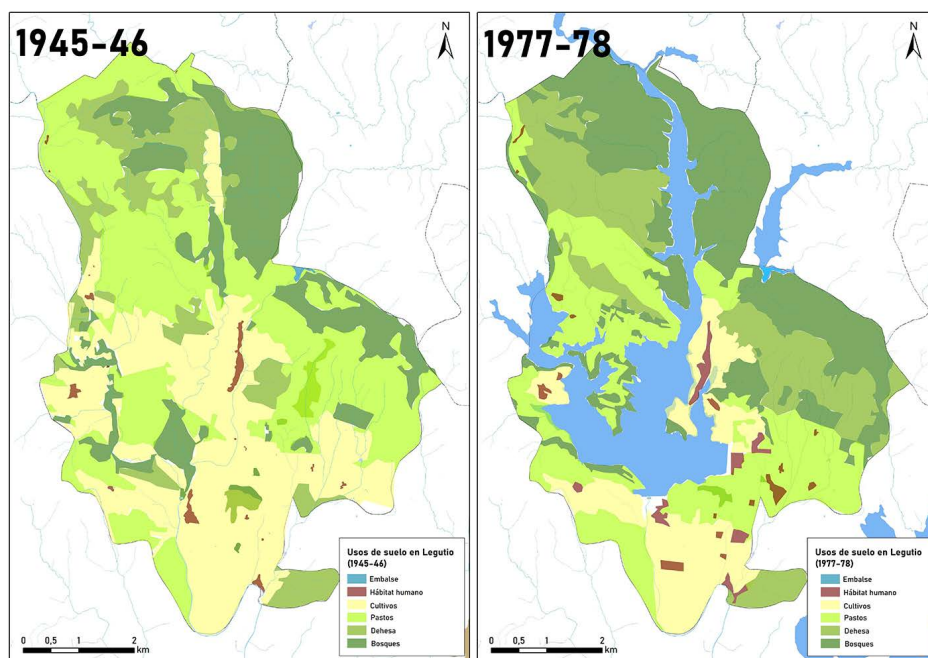 1945-46
N
Usos de suelo en Legutio
(1945-46)
Embalse
Hábitat humano
Cultivos
Pastos
Dehesa
Bosques
0 0,5 1 2
km
1977-78
N
Usos de suelo en Legutio
(1977-78)
Embalse
Hábitat humano
Cultivos
Pastos
Dehesa
Bosques
0 0,5 1 2
km